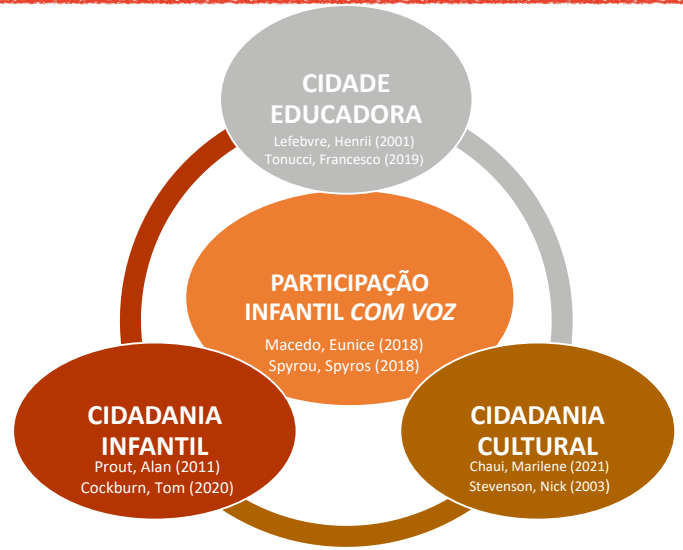 CIDADE
EDUCADORA
Lefebvre, Henrii (2001)
Tonucci, Francesco (2019)
PARTICIPAÇÃO
INFANTIL COM VOZ
Macedo, Eunice (2018)
Spyrou, Spyros (2018)
CIDADANIA
INFANTIL
Prout, Alan (2011)
Cockburn, Tom (2020)
CIDADANIA
CULTURAL
Chaui, Marilene (2021)
Stevenson, Nick (2003)